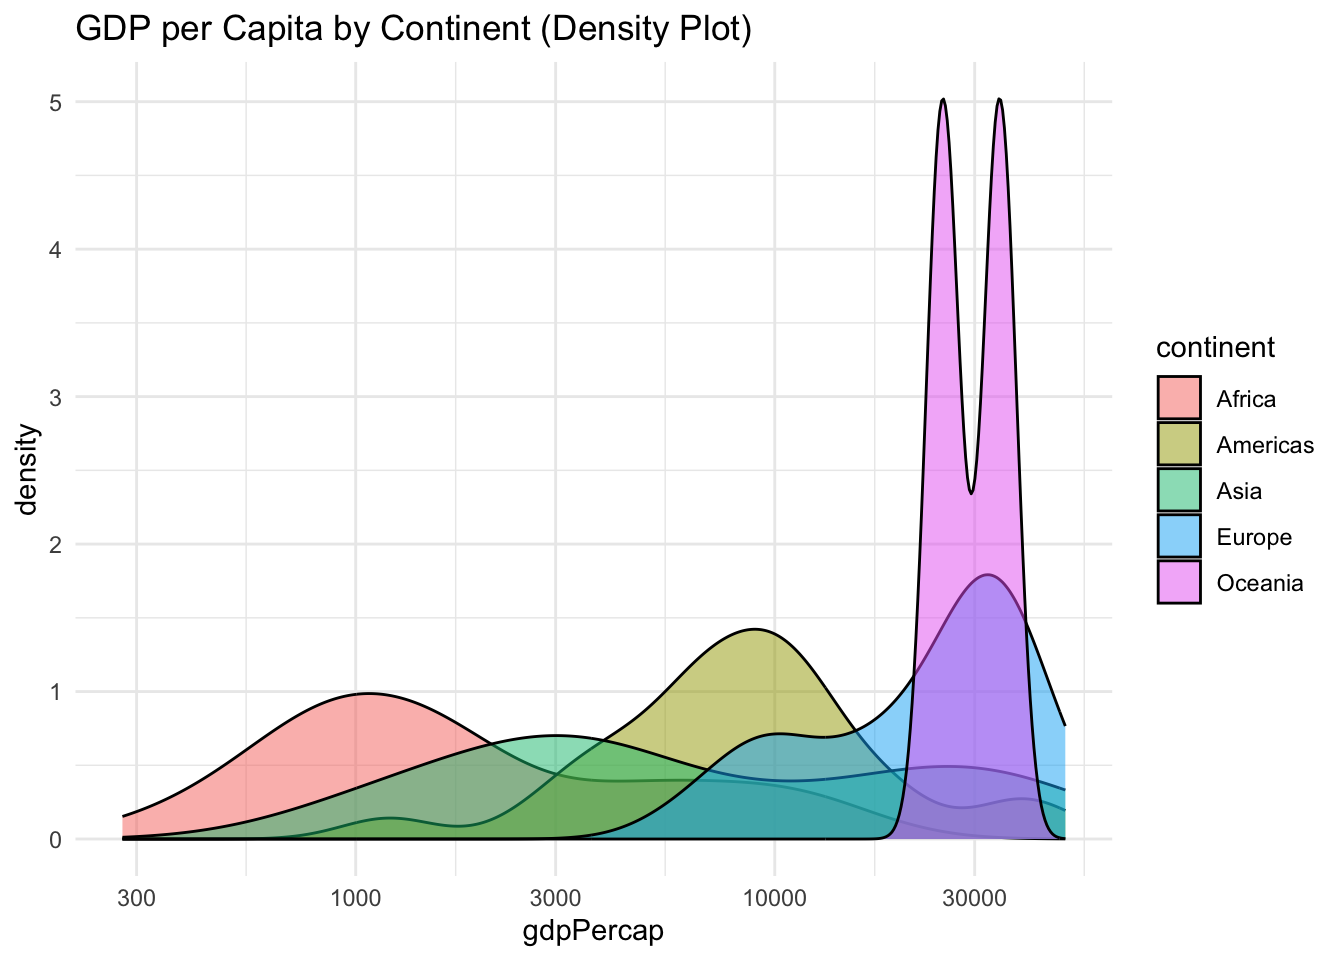 GDP per Capita by Continent (Density Plot)
5
4
3
2
1
0
density
300 1000 3000 10000 30000
gdpPercap
continent
Africa
Americas
Asia
Europe
Oceania